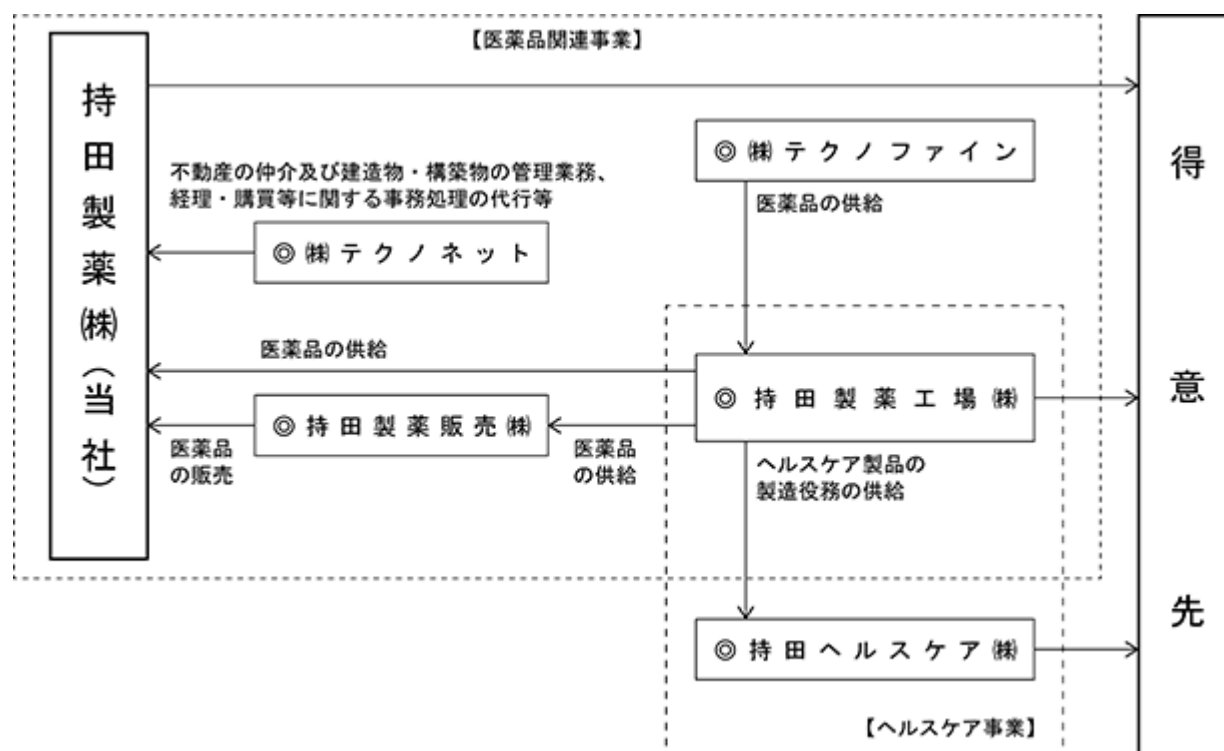 【医薬品関連事業】
持田製薬㈱（当社）
得意先
◎㈱テクノファイン
不動産の仲介及び建造物・構築物の管理業務、
経理・購買等に関する事務処理の代行等
医薬品の供給
◎㈱テクノネット
医薬品の供給
◎持田製薬工場㈱
◎持田製薬販売㈱
医薬品
の販売
医薬品
の供給
ヘルスケア製品の
製造役務の供給
◎持田ヘルスケア㈱
【ヘルスケア事業】